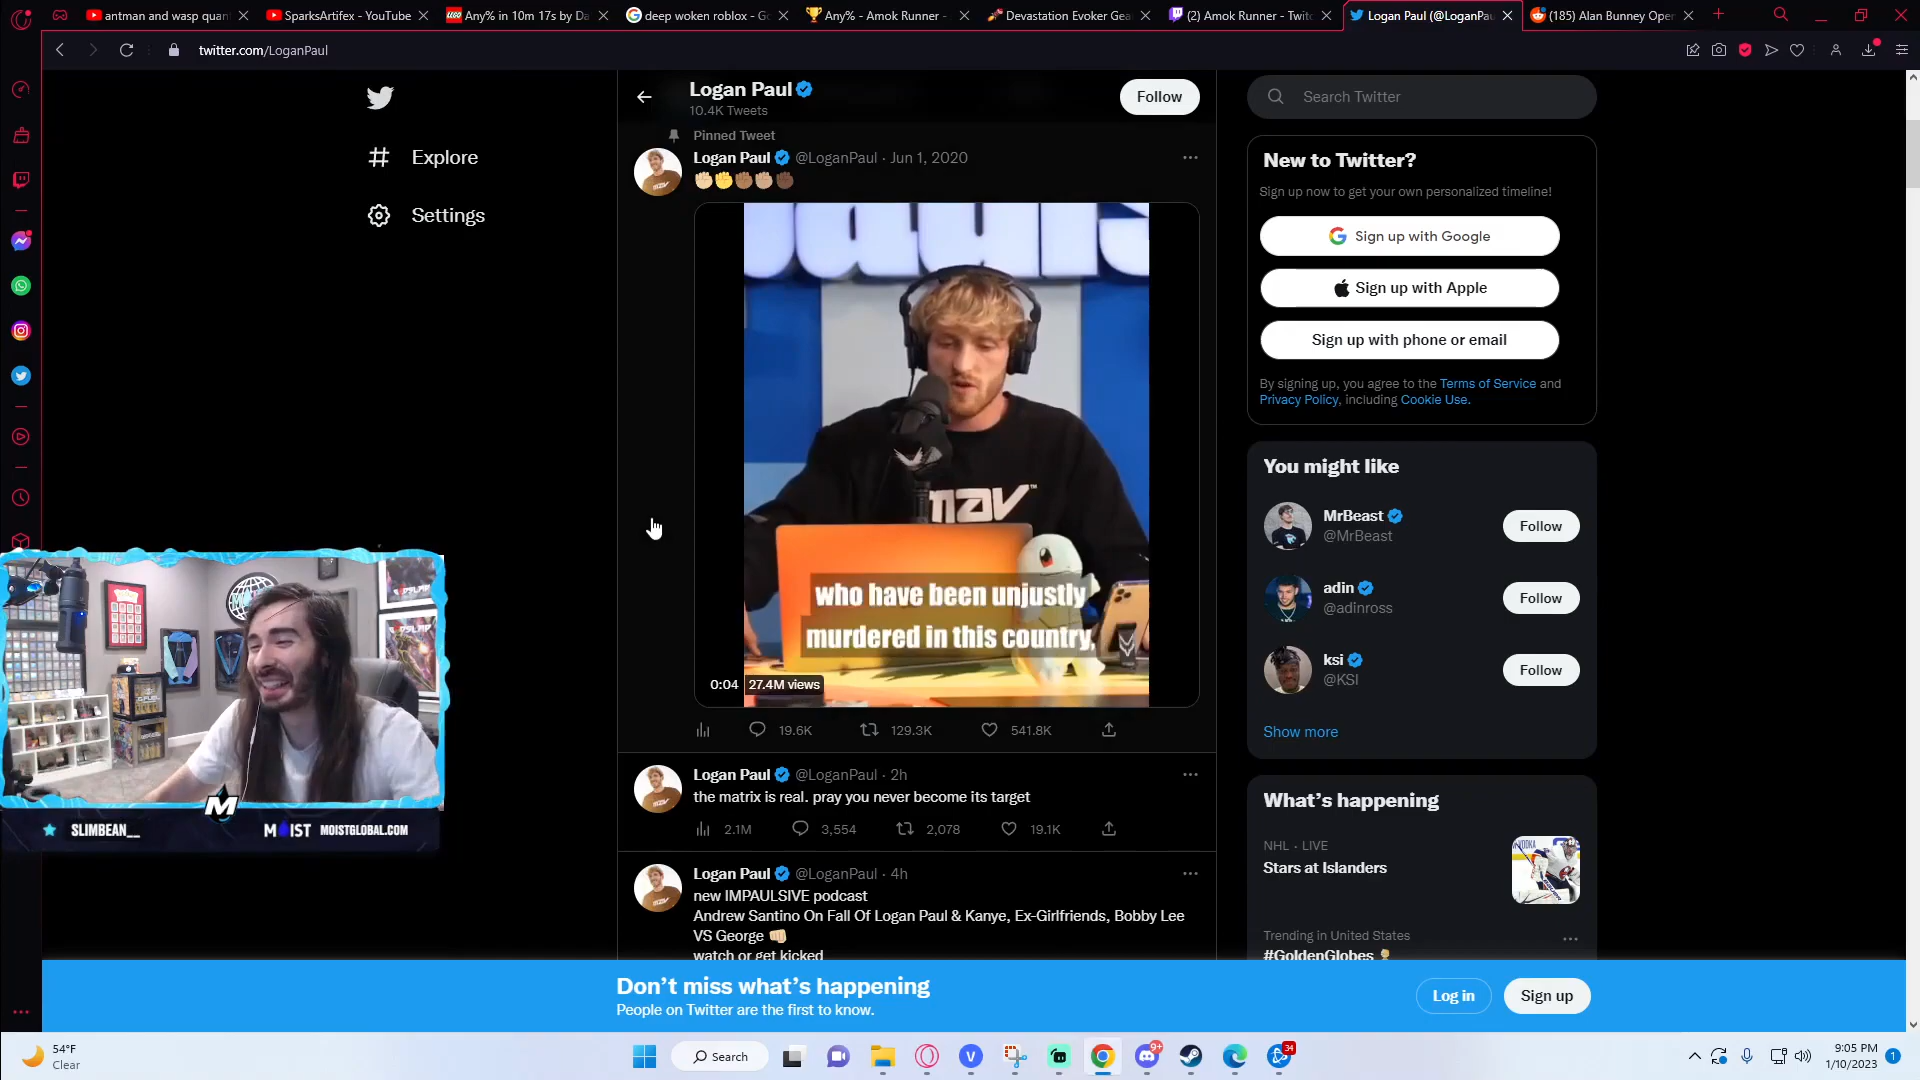 antman and wasp quan
SparksArtifex - YouTube
Any% in 10m 17s by Da
deep woken roblox - Go
Any% - Amok Runner -
Devastation Evoker Gea
(2) Amok Runner - Twitc
Logan Paul (@LoganPau
(185) Alan Bunney Oper
twitter.com/LoganPaul
Explore
Settings
Logan Paul
10.4K Tweets
Follow
Pinned Tweet
Logan Paul @LoganPaul · Jun 1, 2020
nav™
who have been unjustly
murdered in this country,
0:04 27.4M views
19.6K 129.3K 541.8K
Logan Paul @LoganPaul · 2h
the matrix is real. pray you never become its target
2.1M 3,554 2,078 19.1K
Logan Paul @LoganPaul · 4h
new IMPAULSIVE podcast
Andrew Santino On Fall Of Logan Paul & Kanye, Ex-Girlfriends, Bobby Lee
VS George
watch or get kicked
Search Twitter
New to Twitter?
Sign up now to get your own personalized timeline!
Sign up with Google
Sign up with Apple
Sign up with phone or email
By signing up, you agree to the Terms of Service and
Privacy Policy, including Cookie Use.
You might like
MrBeast
@MrBeast
Follow
adin
@adinross
Follow
ksi
@KSI
Follow
Show more
What's happening
NHL · LIVE
Stars at Islanders
Trending in United States
#GoldenGlobes
SLIMBEAN__
M
MOIST MOISTGLOBAL.COM
Don't miss what's happening
People on Twitter are the first to know.
Log in
Sign up
54°F
Clear
Search
9+
34
9:05 PM
1/10/2023
1